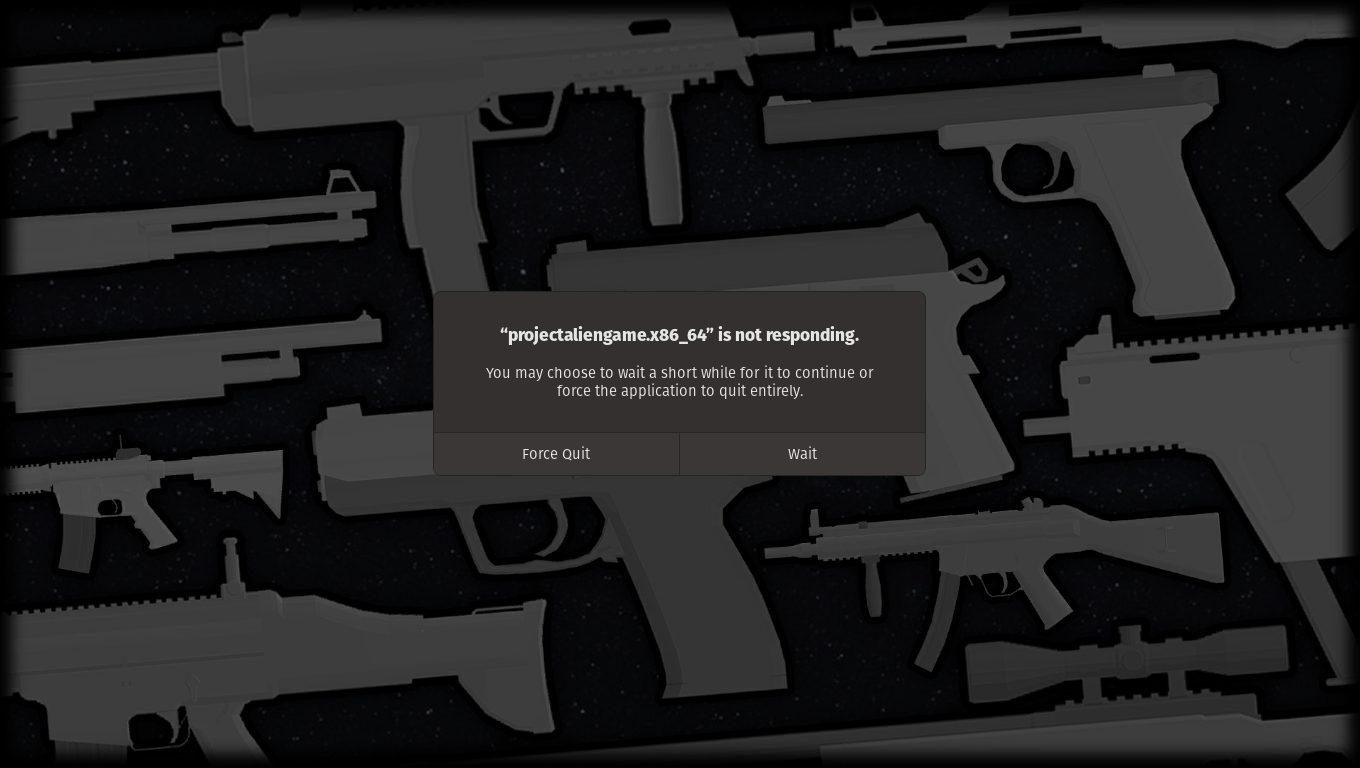 “projectaliengame.x86_64” is not responding.
You may choose to wait a short while for it to continue or
force the application to quit entirely.
Force Quit
Wait